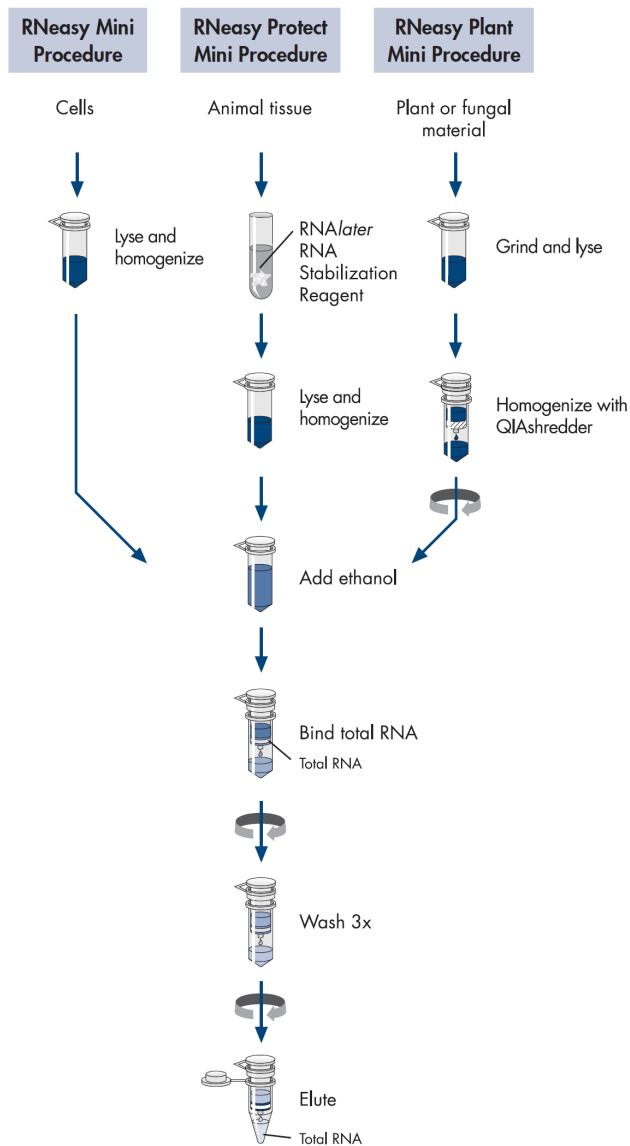 RNeasy Mini
Procedure
RNeasy Protect
Mini Procedure
RNeasy Plant
Mini Procedure
Cells
Animal tissue
Plant or fungal
material
Lyse and
homogenize
RNAlater
RNA
Stabilization
Reagent
Grind and lyse
Lyse and
homogenize
Homogenize with
QIAshredder
Add ethanol
Bind total RNA
Total RNA
Wash 3x
Elute
Total RNA